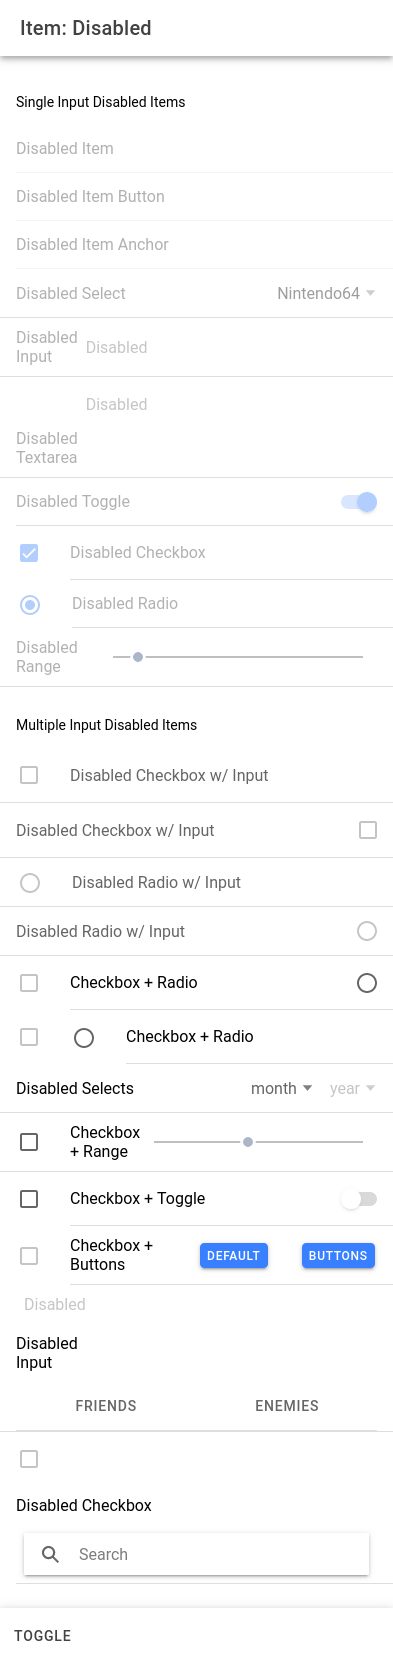 Item: Disabled
Single Input Disabled Items
Disabled Item
Disabled Item Button
Disabled Item Anchor
Disabled Select Nintendo64
Disabled
Input
Disabled
Disabled
Disabled
Textarea
Disabled Toggle
Disabled Checkbox
Disabled Radio
Disabled
Range
Multiple Input Disabled Items
Disabled Checkbox w/ Input
Disabled Checkbox w/ Input
Disabled Radio w/ Input
Disabled Radio w/ Input
Checkbox + Radio
Checkbox + Radio
Disabled Selects month year
Checkbox
+ Range
Checkbox + Toggle
Checkbox +
Buttons
DEFAULT BUTTONS
Disabled
Disabled
Input
FRIENDS ENEMIES
Disabled Checkbox
Search
TOGGLE